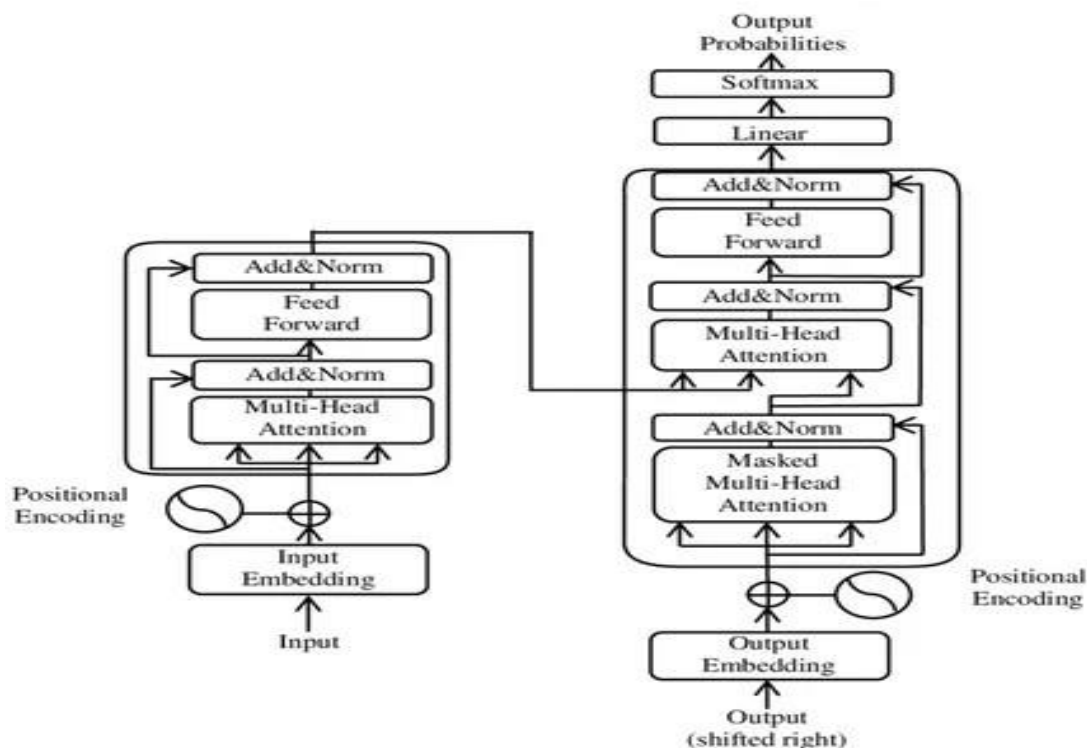 Output
Probabilities
Softmax
Linear
Add&Norm
Feed
Forward
Add&Norm
Multi-Head
Attention
Add&Norm
Masked
Multi-Head
Attention
Positional
Encoding
Output
Embedding
Output
(shifted right)
Add&Norm
Feed
Forward
Add&Norm
Multi-Head
Attention
Positional
Encoding
Input
Embedding
Input